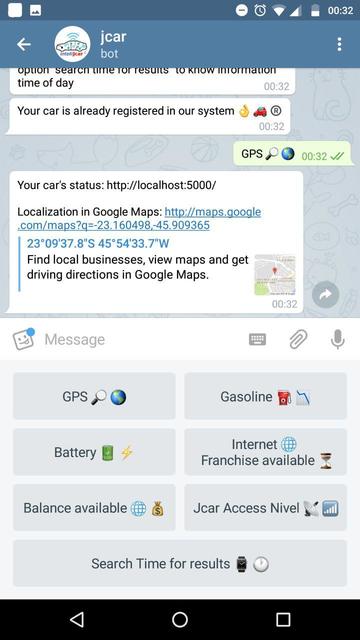 00:32
jcar
bot
option "search time for results" to know information
time of day
00:32
Your car is already registered in our system 👌 🚗 ®
00:32
GPS 🔎 🌎 00:32
Your car's status: http://localhost:5000/
Localization in Google Maps: http://maps.google
.com/maps?q=-23.160498,-45.909365
23°09'37.8"S 45°54'33.7"W
Find local businesses, view maps and get
driving directions in Google Maps.
00:32
Message
GPS 🔎 🌎
Gasoline ⛽ 📉
Battery 🔋 ⚡
Internet 🌐
Franchise available ⏳
Balance available 🌐 💰
Jcar Access Nivel 📡 📶
Search Time for results ⌚ 🕐